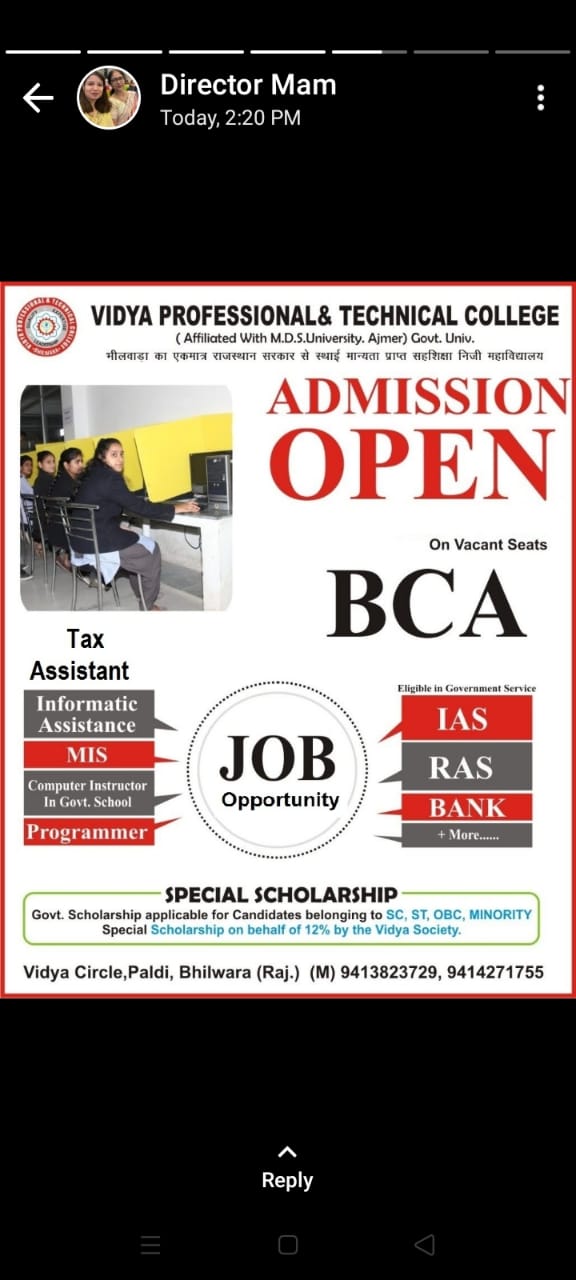 Director Mam
Today, 2:20 PM
VIDYA PROFESSIONAL& TECHNICAL COLLEGE
( Affiliated With M.D.S.University. Ajmer) Govt. Univ.
भीलवाड़ा का एकमात्र राजस्थान सरकार से स्थाई मान्यता प्राप्त सहशिक्षा निजी महाविद्यालय
ADMISSION
OPEN
On Vacant Seats
BCA
Tax
Assistant
Informatic
Assistance
MIS
Computer Instructor
In Govt. School
Programmer
JOB
Opportunity
Eligible in Government Service
IAS
RAS
BANK
+ More......
SPECIAL SCHOLARSHIP
Govt. Scholarship applicable for Candidates belonging to SC, ST, OBC, MINORITY
Special Scholarship on behalf of 12% by the Vidya Society.
Vidya Circle,Paldi, Bhilwara (Raj.) (M) 9413823729, 9414271755
Reply